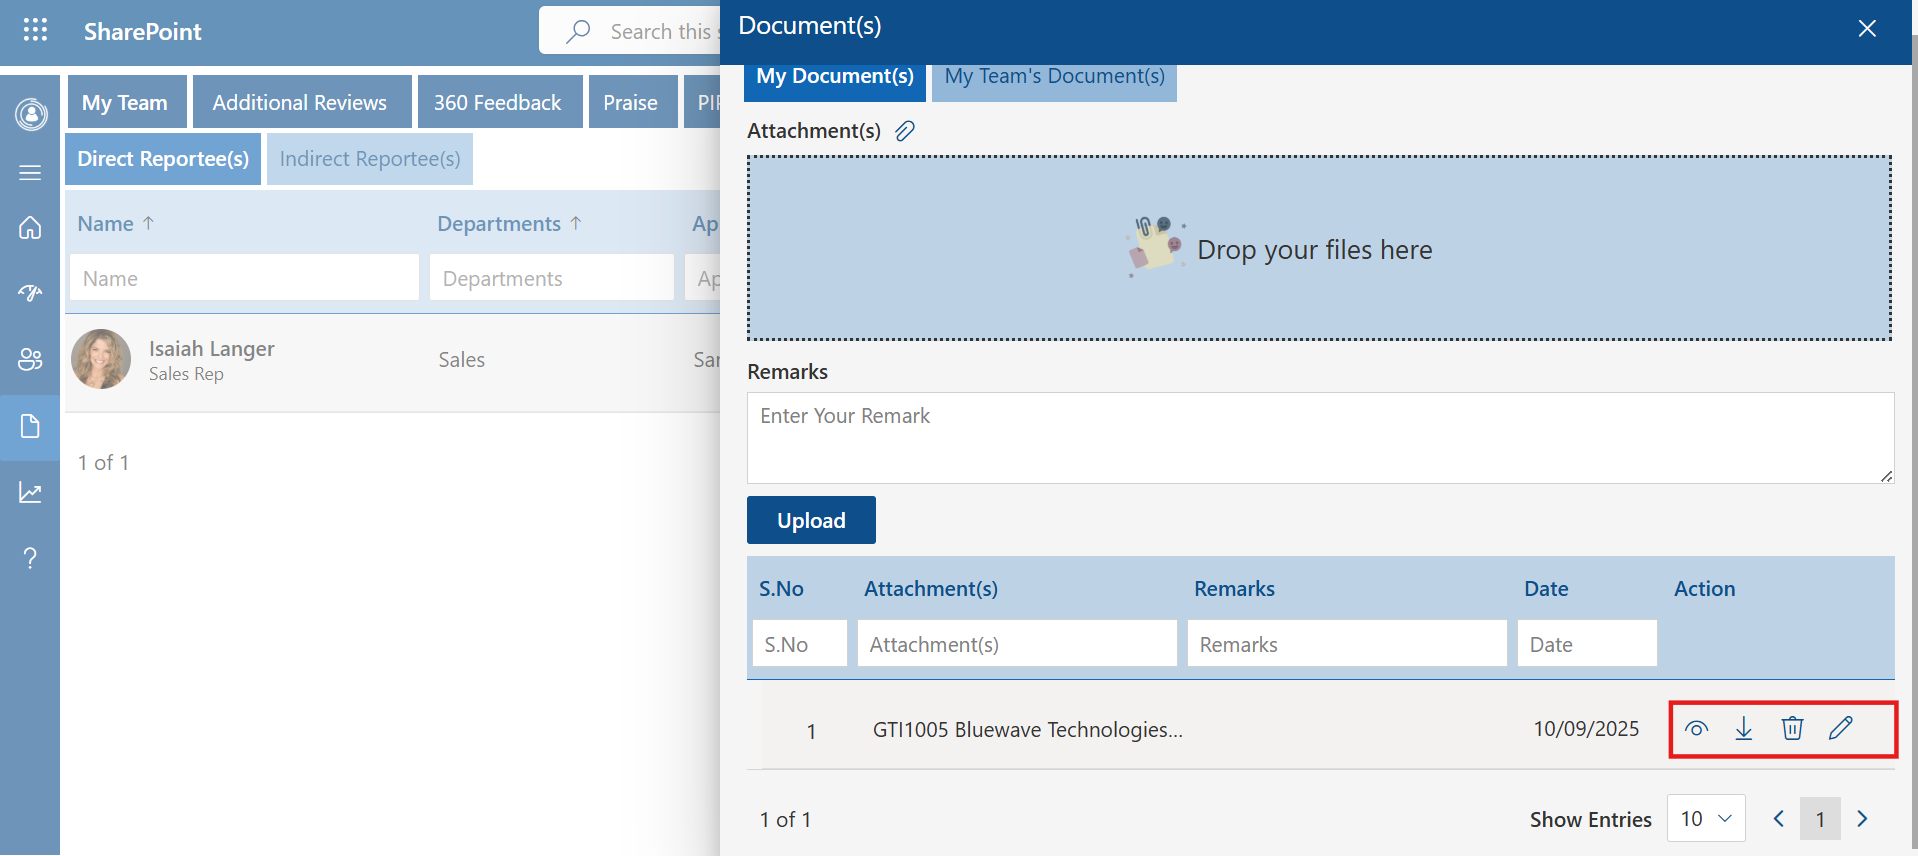 SharePoint
Search this s
Document(s)
My Team
Additional Reviews
360 Feedback
Praise
PIP
My Document(s)
My Team's Document(s)
Direct Reportee(s)
Indirect Reportee(s)
Attachment(s)
Name ↑
Departments ↑
Ap
Name
Departments
Ap
Drop your files here
Isaiah Langer
Sales Rep
Sales
San
Remarks
Enter Your Remark
1 of 1
Upload
S.No
Attachment(s)
Remarks
Date
Action
S.No
Attachment(s)
Remarks
Date
1
GTI1005 Bluewave Technologies...
10/09/2025
1 of 1
Show Entries
10
1